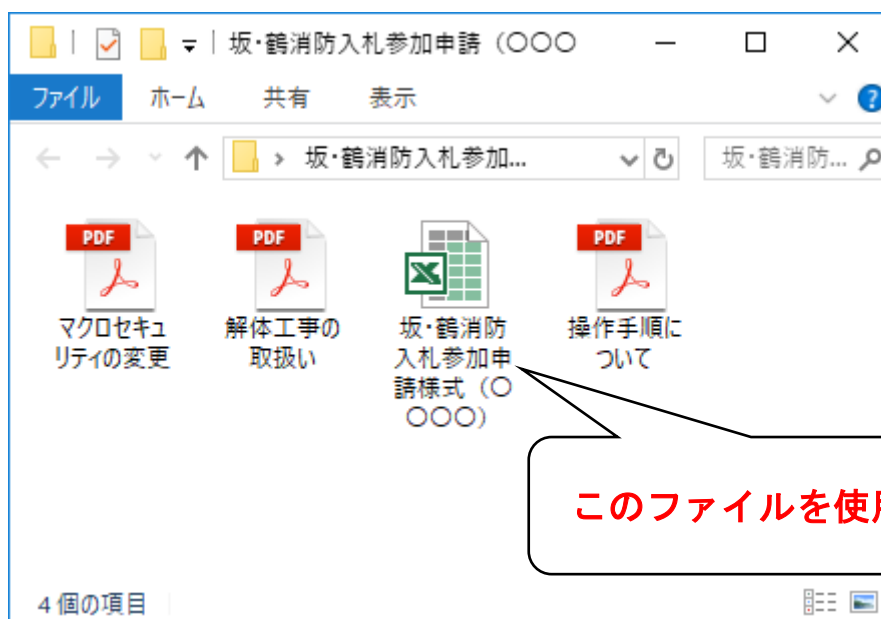 坂・鶴消防入札参加申請（〇〇〇
ファイル ホーム 共有 表示
坂・鶴消防入札参加... 坂・鶴消防...
PDF PDF PDF
マクロセキュ
リティの変更
解体工事の
取扱い
坂・鶴消防
入札参加申
請様式（〇
〇〇〇）
操作手順に
ついて
このファイルを使用
4 個の項目